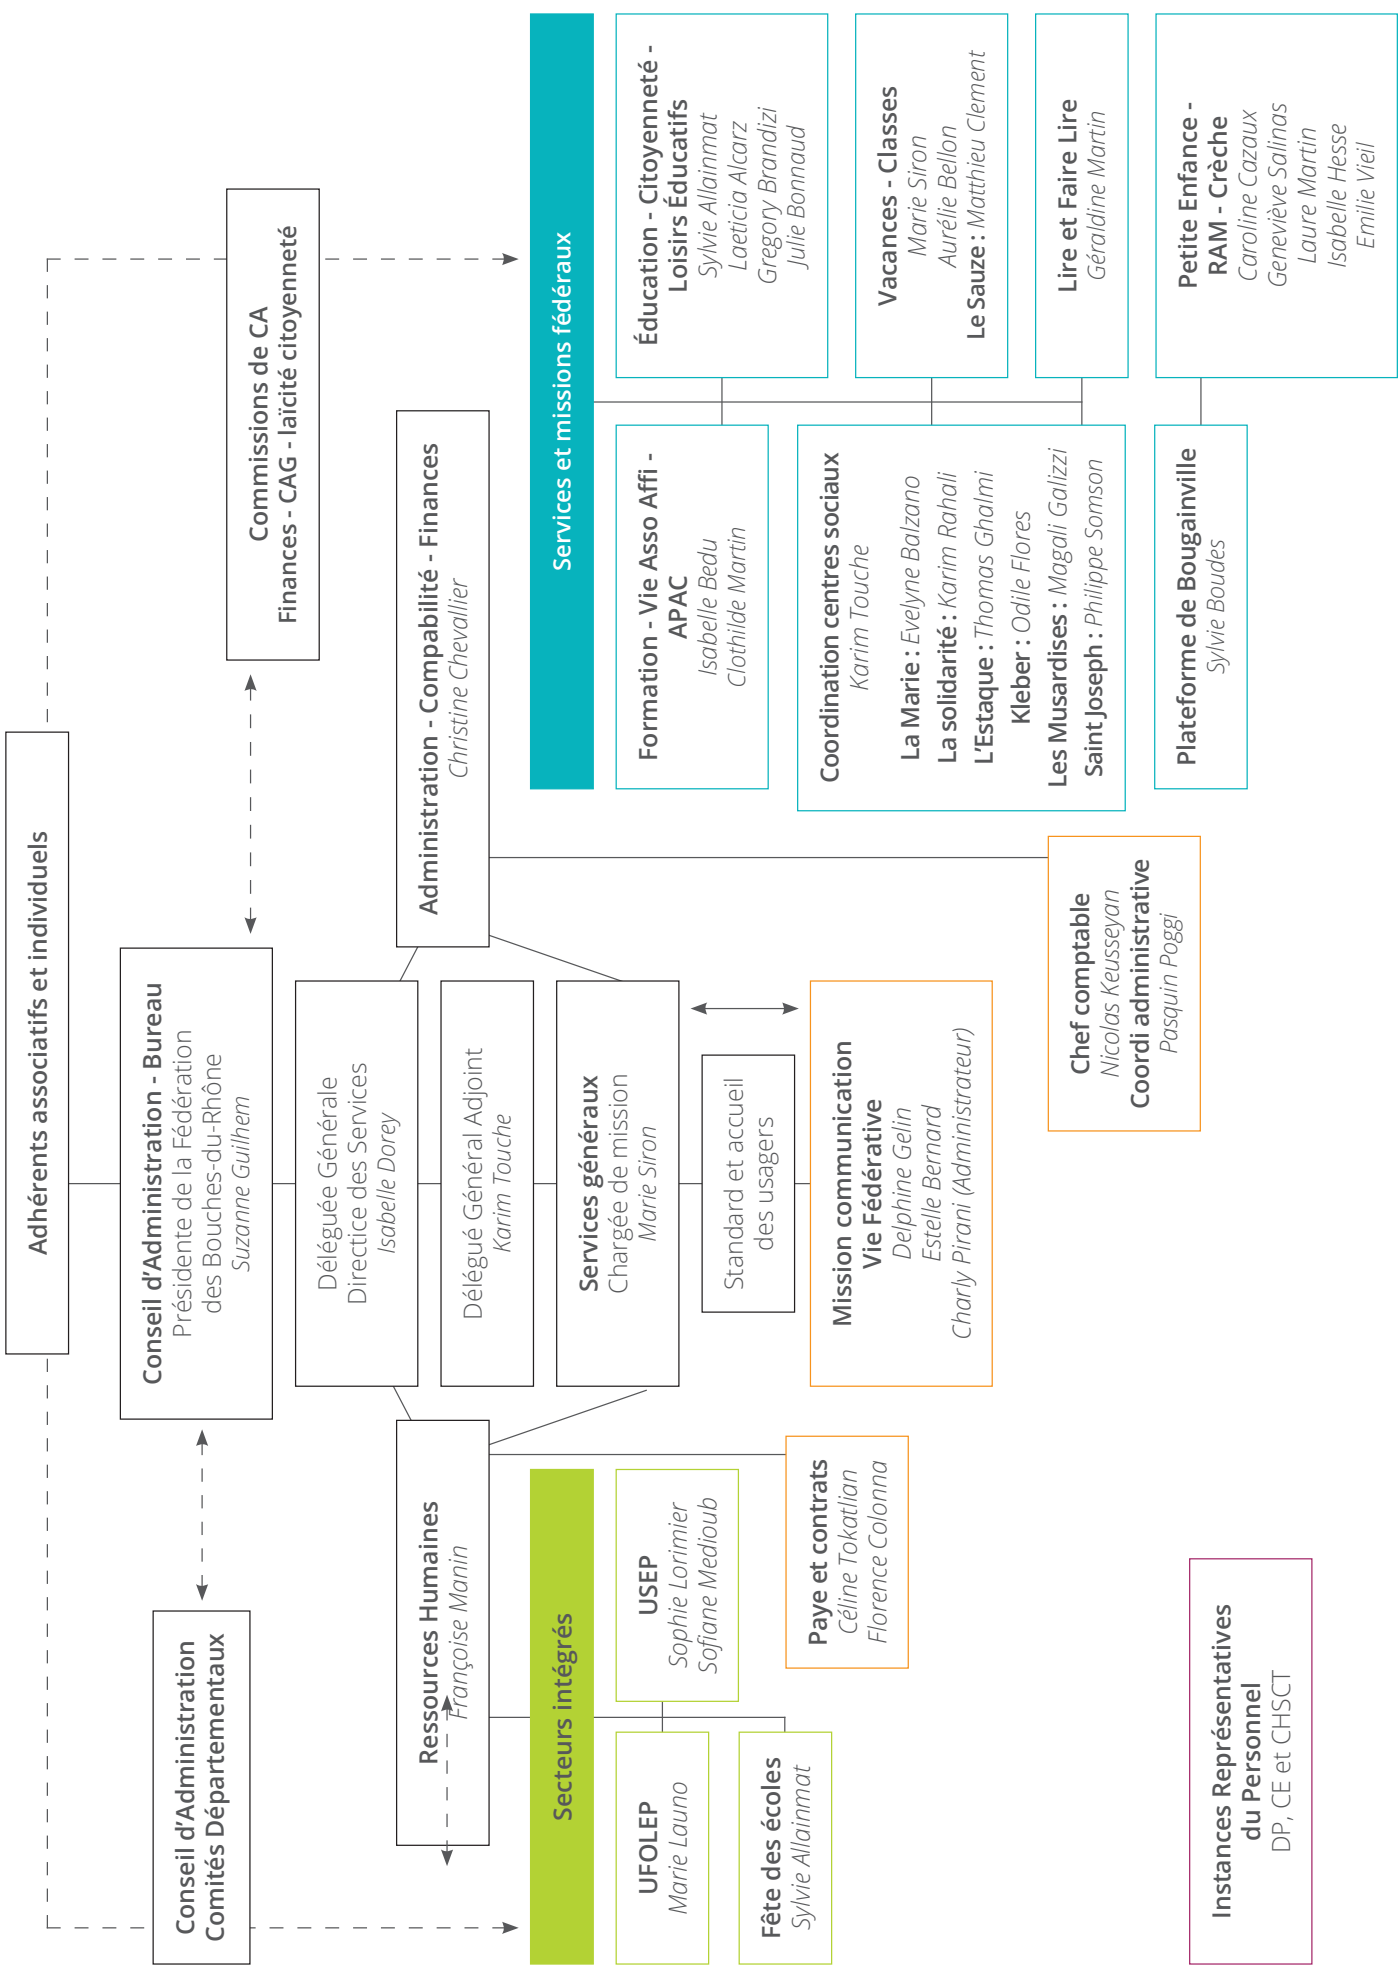 Adhérents associatifs et individuels
Conseil d'Administration
Comités Départementaux
Conseil d'Administration - Bureau
Présidente de la Fédération
des Bouches-du-Rhône
Suzanne Guilhem
Commissions de CA
Finances - CAG - laïcité citoyenneté
Déléguée Générale
Directice des Services
Isabelle Dorey
Ressources Humaines
Françoise Manin
Délégué Général Adjoint
Karim Touche
Administration - Compabilité - Finances
Christine Chevallier
Services généraux
Chargée de mission
Marie Siron
Standard et accueil
des usagers
Mission communication
Vie Fédérative
Delphine Gelin
Estelle Bernard
Charly Pirani (Administrateur)
Secteurs intégrés
UFOLEP
Marie Launo
USEP
Sophie Lorimier
Sofiane Medioub
Fête des écoles
Sylvie Allainmat
Paye et contrats
Céline Tokatlian
Florence Colonna
Chef comptable
Nicolas Keusseyan
Coordi administrative
Pasquin Poggi
Services et missions fédéraux
Formation - Vie Asso Affi -
APAC
Isabelle Bedu
Clothilde Martin
Éducation - Citoyenneté -
Loisirs Éducatifs
Sylvie Allainmat
Laeticia Alcarz
Gregory Brandizi
Julie Bonnaud
Coordination centres sociaux
Karim Touche
La Marie : Evelyne Balzano
La solidarité : Karim Rahali
L'Estaque : Thomas Ghalmi
Kleber : Odile Flores
Les Musardises : Magali Galizzi
Saint Joseph : Philippe Somson
Vacances - Classes
Marie Siron
Aurélie Bellon
Le Sauze : Matthieu Clement
Lire et Faire Lire
Géraldine Martin
Plateforme de Bougainville
Sylvie Boudes
Petite Enfance -
RAM - Crèche
Caroline Cazaux
Geneviève Salinas
Laure Martin
Isabelle Hesse
Emilie Vieil
Instances Représentatives
du Personnel
DP, CE et CHSCT